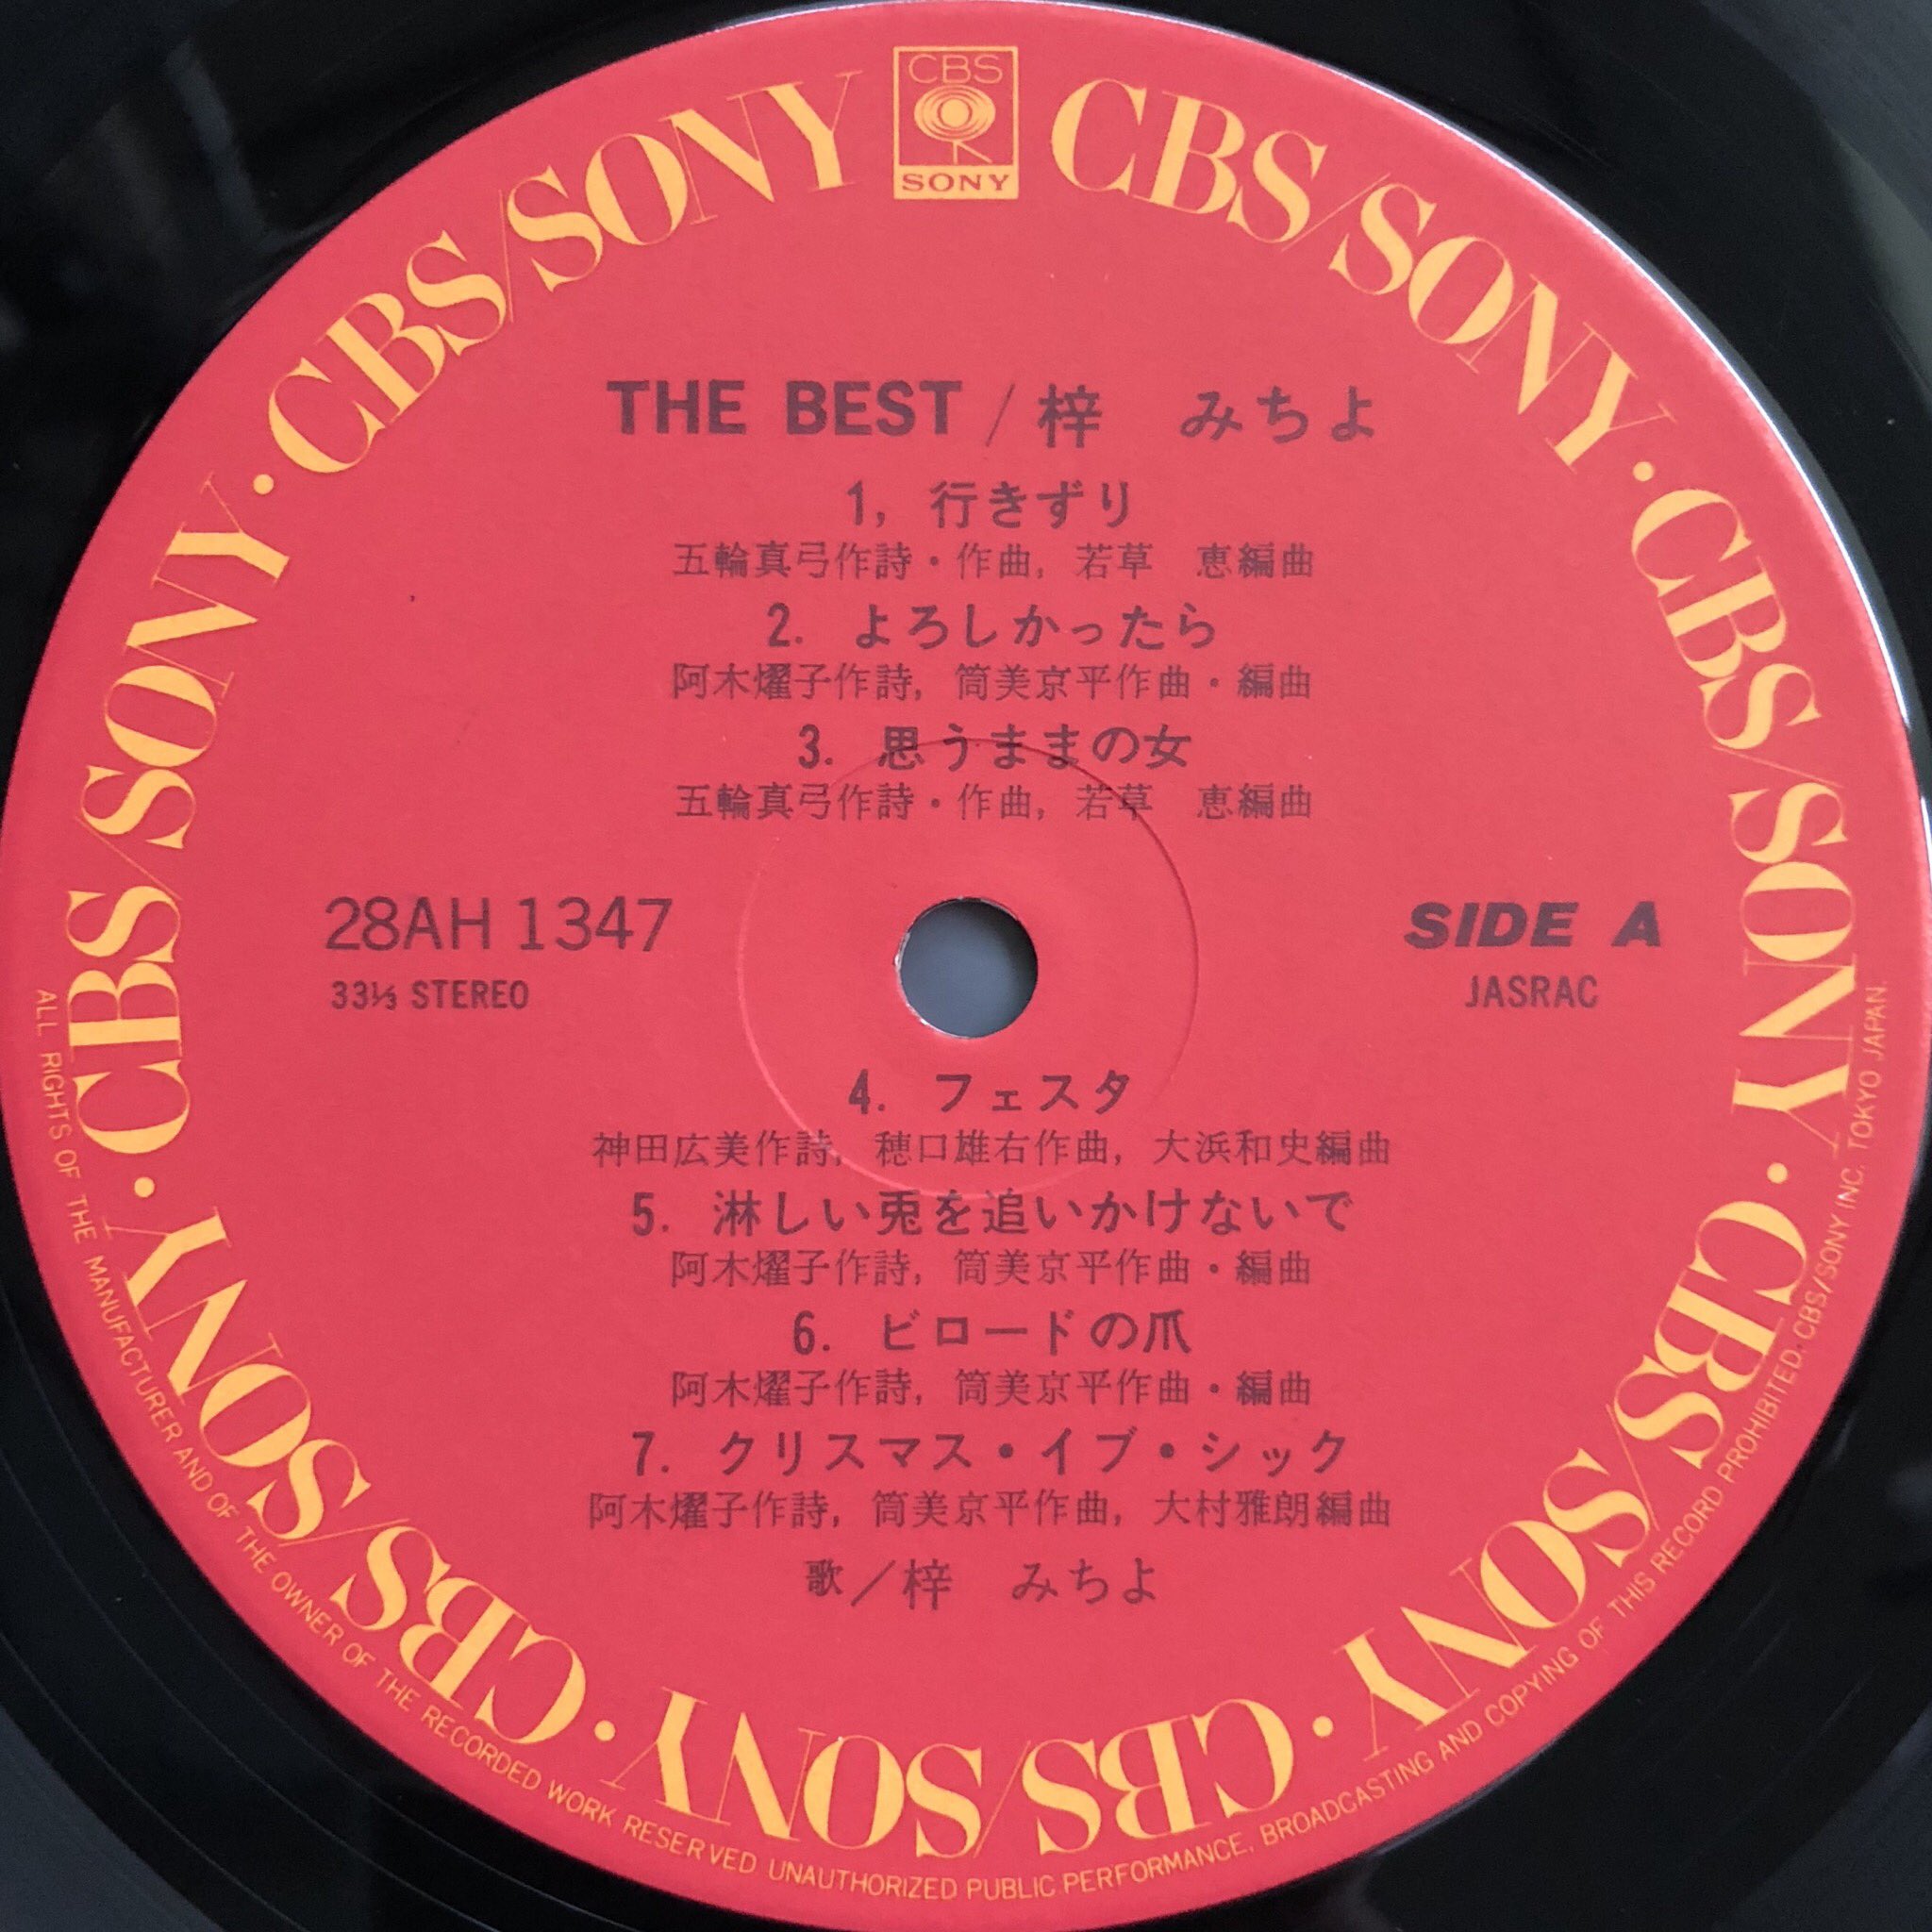 CBS
SONY
CBS/SONY · CBS/SONY · CBS/SONY · CBS/SONY · CBS/SONY · CBS/SONY · CBS/SONY · CBS/SONY
THE BEST / 梓 みちよ
1, 行きずり
五輪真弓作詩・作曲, 若草 恵編曲
2. よろしかったら
阿木燿子作詩, 筒美京平作曲・編曲
3. 思うままの女
五輪真弓作詩・作曲, 若草 恵編曲
28AH 1347
33⅓ STEREO
SIDE A
JASRAC
4. フェスタ
神田広美作詩, 穂口雄右作曲, 大浜和史編曲
5. 淋しい兎を追いかけないで
阿木燿子作詩, 筒美京平作曲・編曲
6. ビロードの爪
阿木燿子作詩, 筒美京平作曲・編曲
7. クリスマス・イブ・シック
阿木燿子作詩, 筒美京平作曲, 大村雅朗編曲
歌／梓 みちよ
ALL RIGHTS OF THE MANUFACTURER AND OF THE OWNER OF THE RECORDED WORK RESERVED UNAUTHORIZED PUBLIC PERFORMANCE, BROADCASTING AND COPYING OF THIS RECORD PROHIBITED · CBS/SONY INC. TOKYO JAPAN.